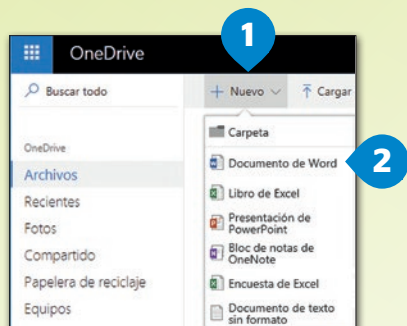 1
OneDrive
Buscar todo
+ Nuevo
Cargar
OneDrive
Archivos
Recientes
Fotos
Compartido
Papelera de reciclaje
Equipos
Carpeta
Documento de Word
2
Libro de Excel
Presentación de
PowerPoint
Bloc de notas de
OneNote
Encuesta de Excel
Documento de texto
sin formato